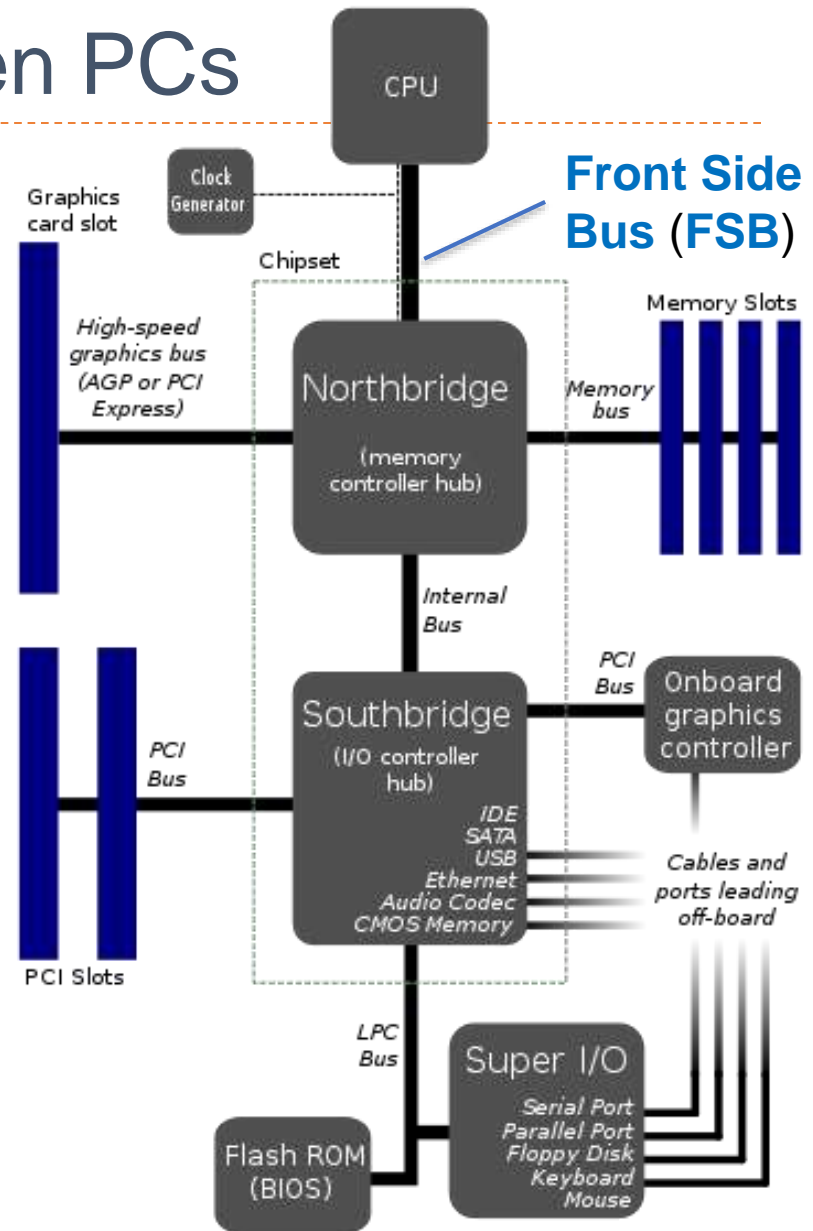 en PCs
CPU
Clock
Generator
Front Side
Bus (FSB)
Graphics
card slot
Chipset
Memory Slots
High-speed
graphics bus
(AGP or PCI
Express)
Northbridge
(memory
controller hub)
Memory
bus
Internal
Bus
PCI
Bus
Onboard
graphics
controller
Southbridge
(I/O controller
hub)
PCI
Bus
IDE
SATA
USB
Ethernet
Audio Codec
CMOS Memory
Cables and
ports leading
off-board
PCI Slots
LPC
Bus
Super I/O
Serial Port
Parallel Port
Floppy Disk
Keyboard
Mouse
Flash ROM
(BIOS)